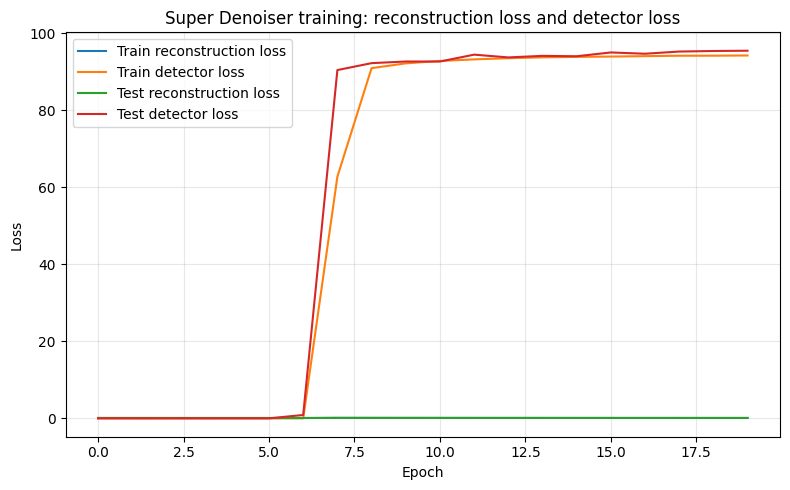 Super Denoiser training: reconstruction loss and detector loss
Train reconstruction loss
Train detector loss
Test reconstruction loss
Test detector loss
100
80
60
40
20
0
Loss
0.0 2.5 5.0 7.5 10.0 12.5 15.0 17.5
Epoch